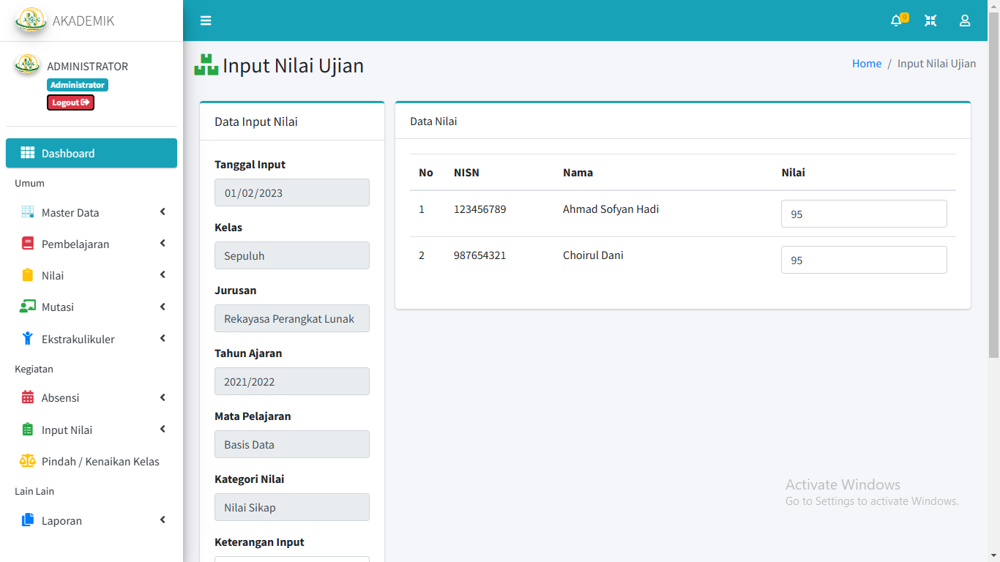 AKADEMIK
ADMINISTRATOR
Administrator
Logout
Dashboard
Umum
Master Data
Pembelajaran
Nilai
Mutasi
Ekstrakulikuler
Kegiatan
Absensi
Input Nilai
Pindah / Kenaikan Kelas
Lain Lain
Laporan
0
Input Nilai Ujian
Home / Input Nilai Ujian
Data Input Nilai
Tanggal Input
01/02/2023
Kelas
Sepuluh
Jurusan
Rekayasa Perangkat Lunak
Tahun Ajaran
2021/2022
Mata Pelajaran
Basis Data
Kategori Nilai
Nilai Sikap
Keterangan Input
Data Nilai
No NISN Nama Nilai
1 123456789 Ahmad Sofyan Hadi 95
2 987654321 Choirul Dani 95
Activate Windows
Go to Settings to activate Windows.